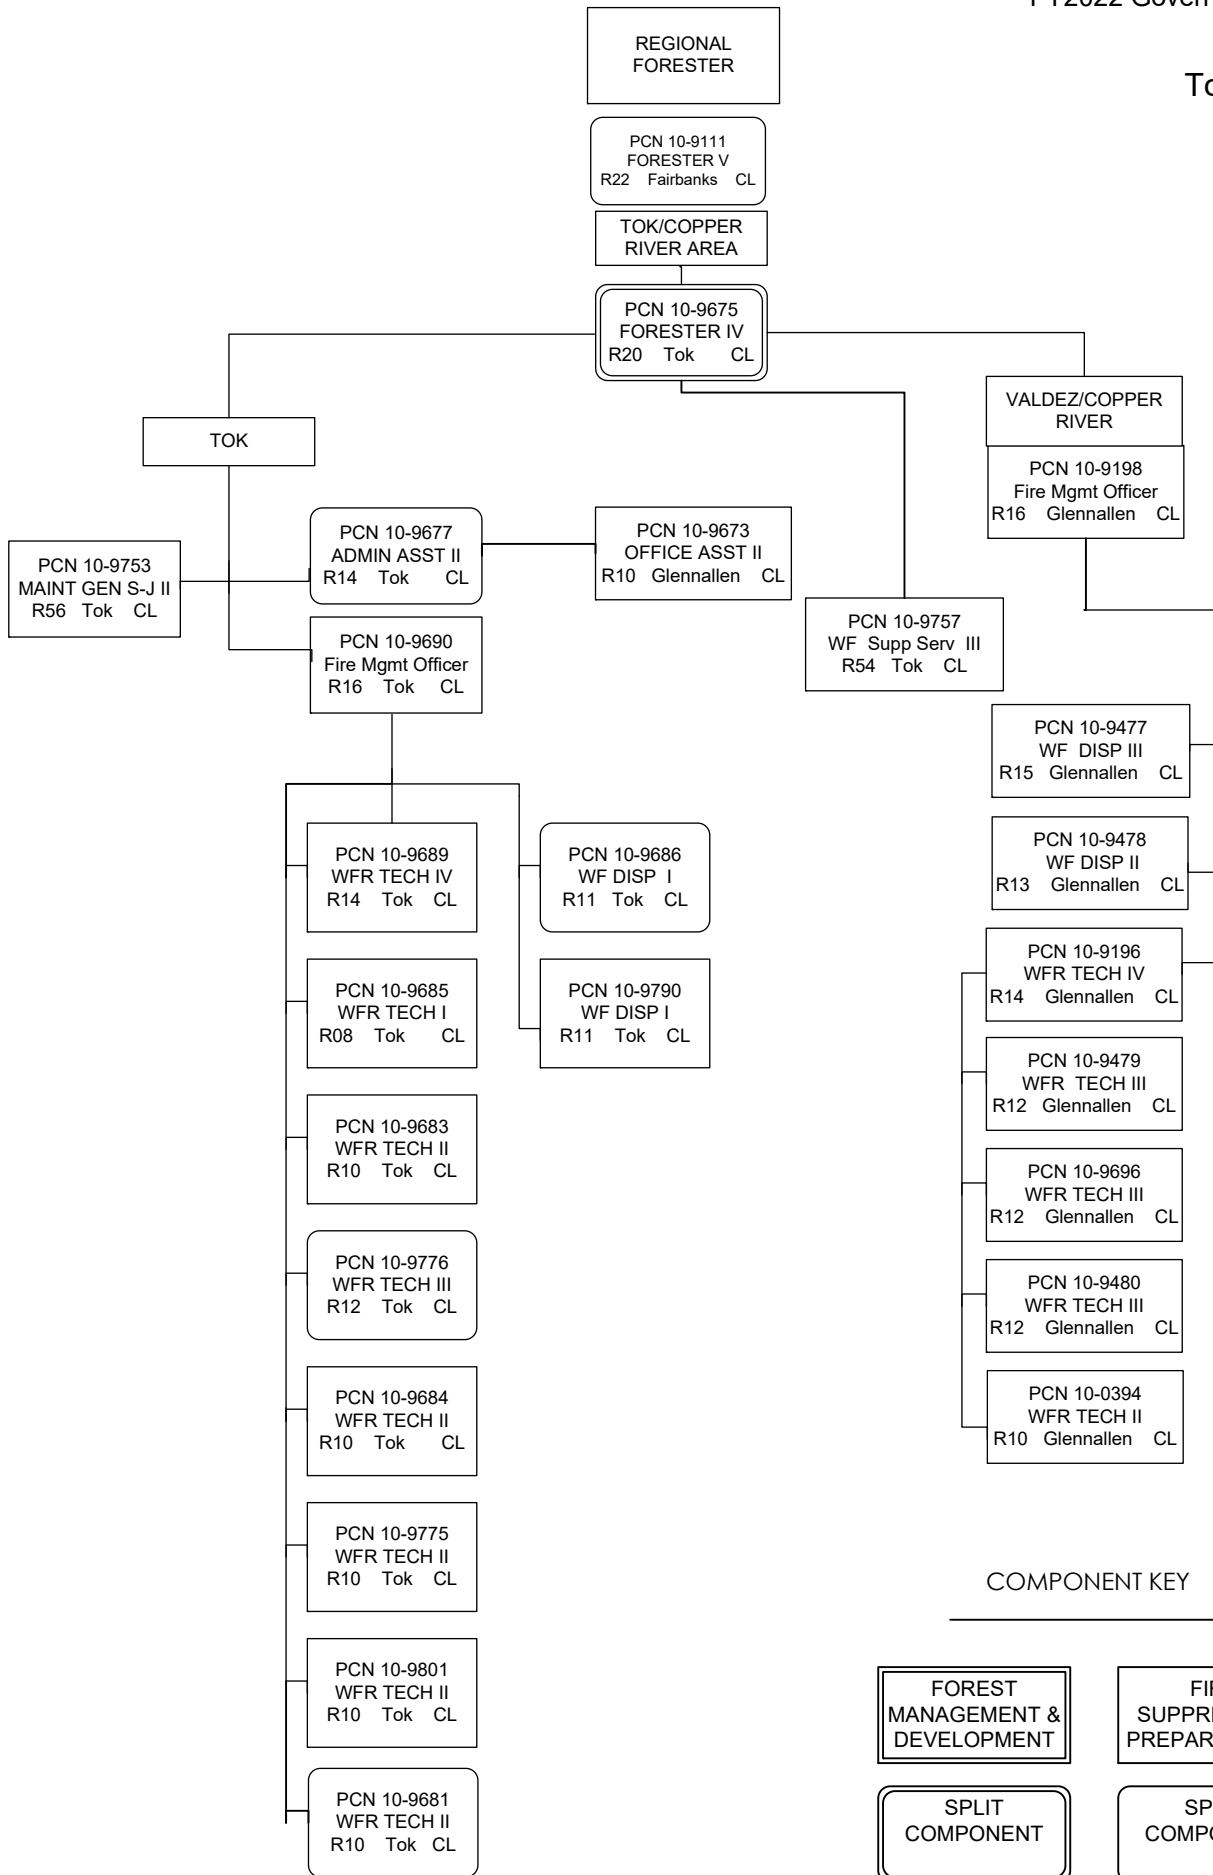 REGIONAL
FORESTER
PCN 10-9111
FORESTER V
R22 Fairbanks CL
TOK/COPPER
RIVER AREA
PCN 10-9675
FORESTER IV
R20 Tok CL
TOK
VALDEZ/COPPER
RIVER
PCN 10-9198
Fire Mgmt Officer
R16 Glennallen CL
PCN 10-9753
MAINT GEN S-J II
R56 Tok CL
PCN 10-9677
ADMIN ASST II
R14 Tok CL
PCN 10-9673
OFFICE ASST II
R10 Glennallen CL
PCN 10-9690
Fire Mgmt Officer
R16 Tok CL
PCN 10-9757
WF Supp Serv III
R54 Tok CL
PCN 10-9689
WFR TECH IV
R14 Tok CL
PCN 10-9685
WFR TECH I
R08 Tok CL
PCN 10-9683
WFR TECH II
R10 Tok CL
PCN 10-9776
WFR TECH III
R12 Tok CL
PCN 10-9684
WFR TECH II
R10 Tok CL
PCN 10-9775
WFR TECH II
R10 Tok CL
PCN 10-9801
WFR TECH II
R10 Tok CL
PCN 10-9681
WFR TECH II
R10 Tok CL
PCN 10-9686
WF DISP I
R11 Tok CL
PCN 10-9790
WF DISP I
R11 Tok CL
PCN 10-9477
WF DISP III
R15 Glennallen CL
PCN 10-9478
WF DISP II
R13 Glennallen CL
PCN 10-9196
WFR TECH IV
R14 Glennallen CL
PCN 10-9479
WFR TECH III
R12 Glennallen CL
PCN 10-9696
WFR TECH III
R12 Glennallen CL
PCN 10-9480
WFR TECH III
R12 Glennallen CL
PCN 10-0394
WFR TECH II
R10 Glennallen CL
COMPONENT KEY
FOREST
MANAGEMENT &
DEVELOPMENT
SPLIT
COMPONENT